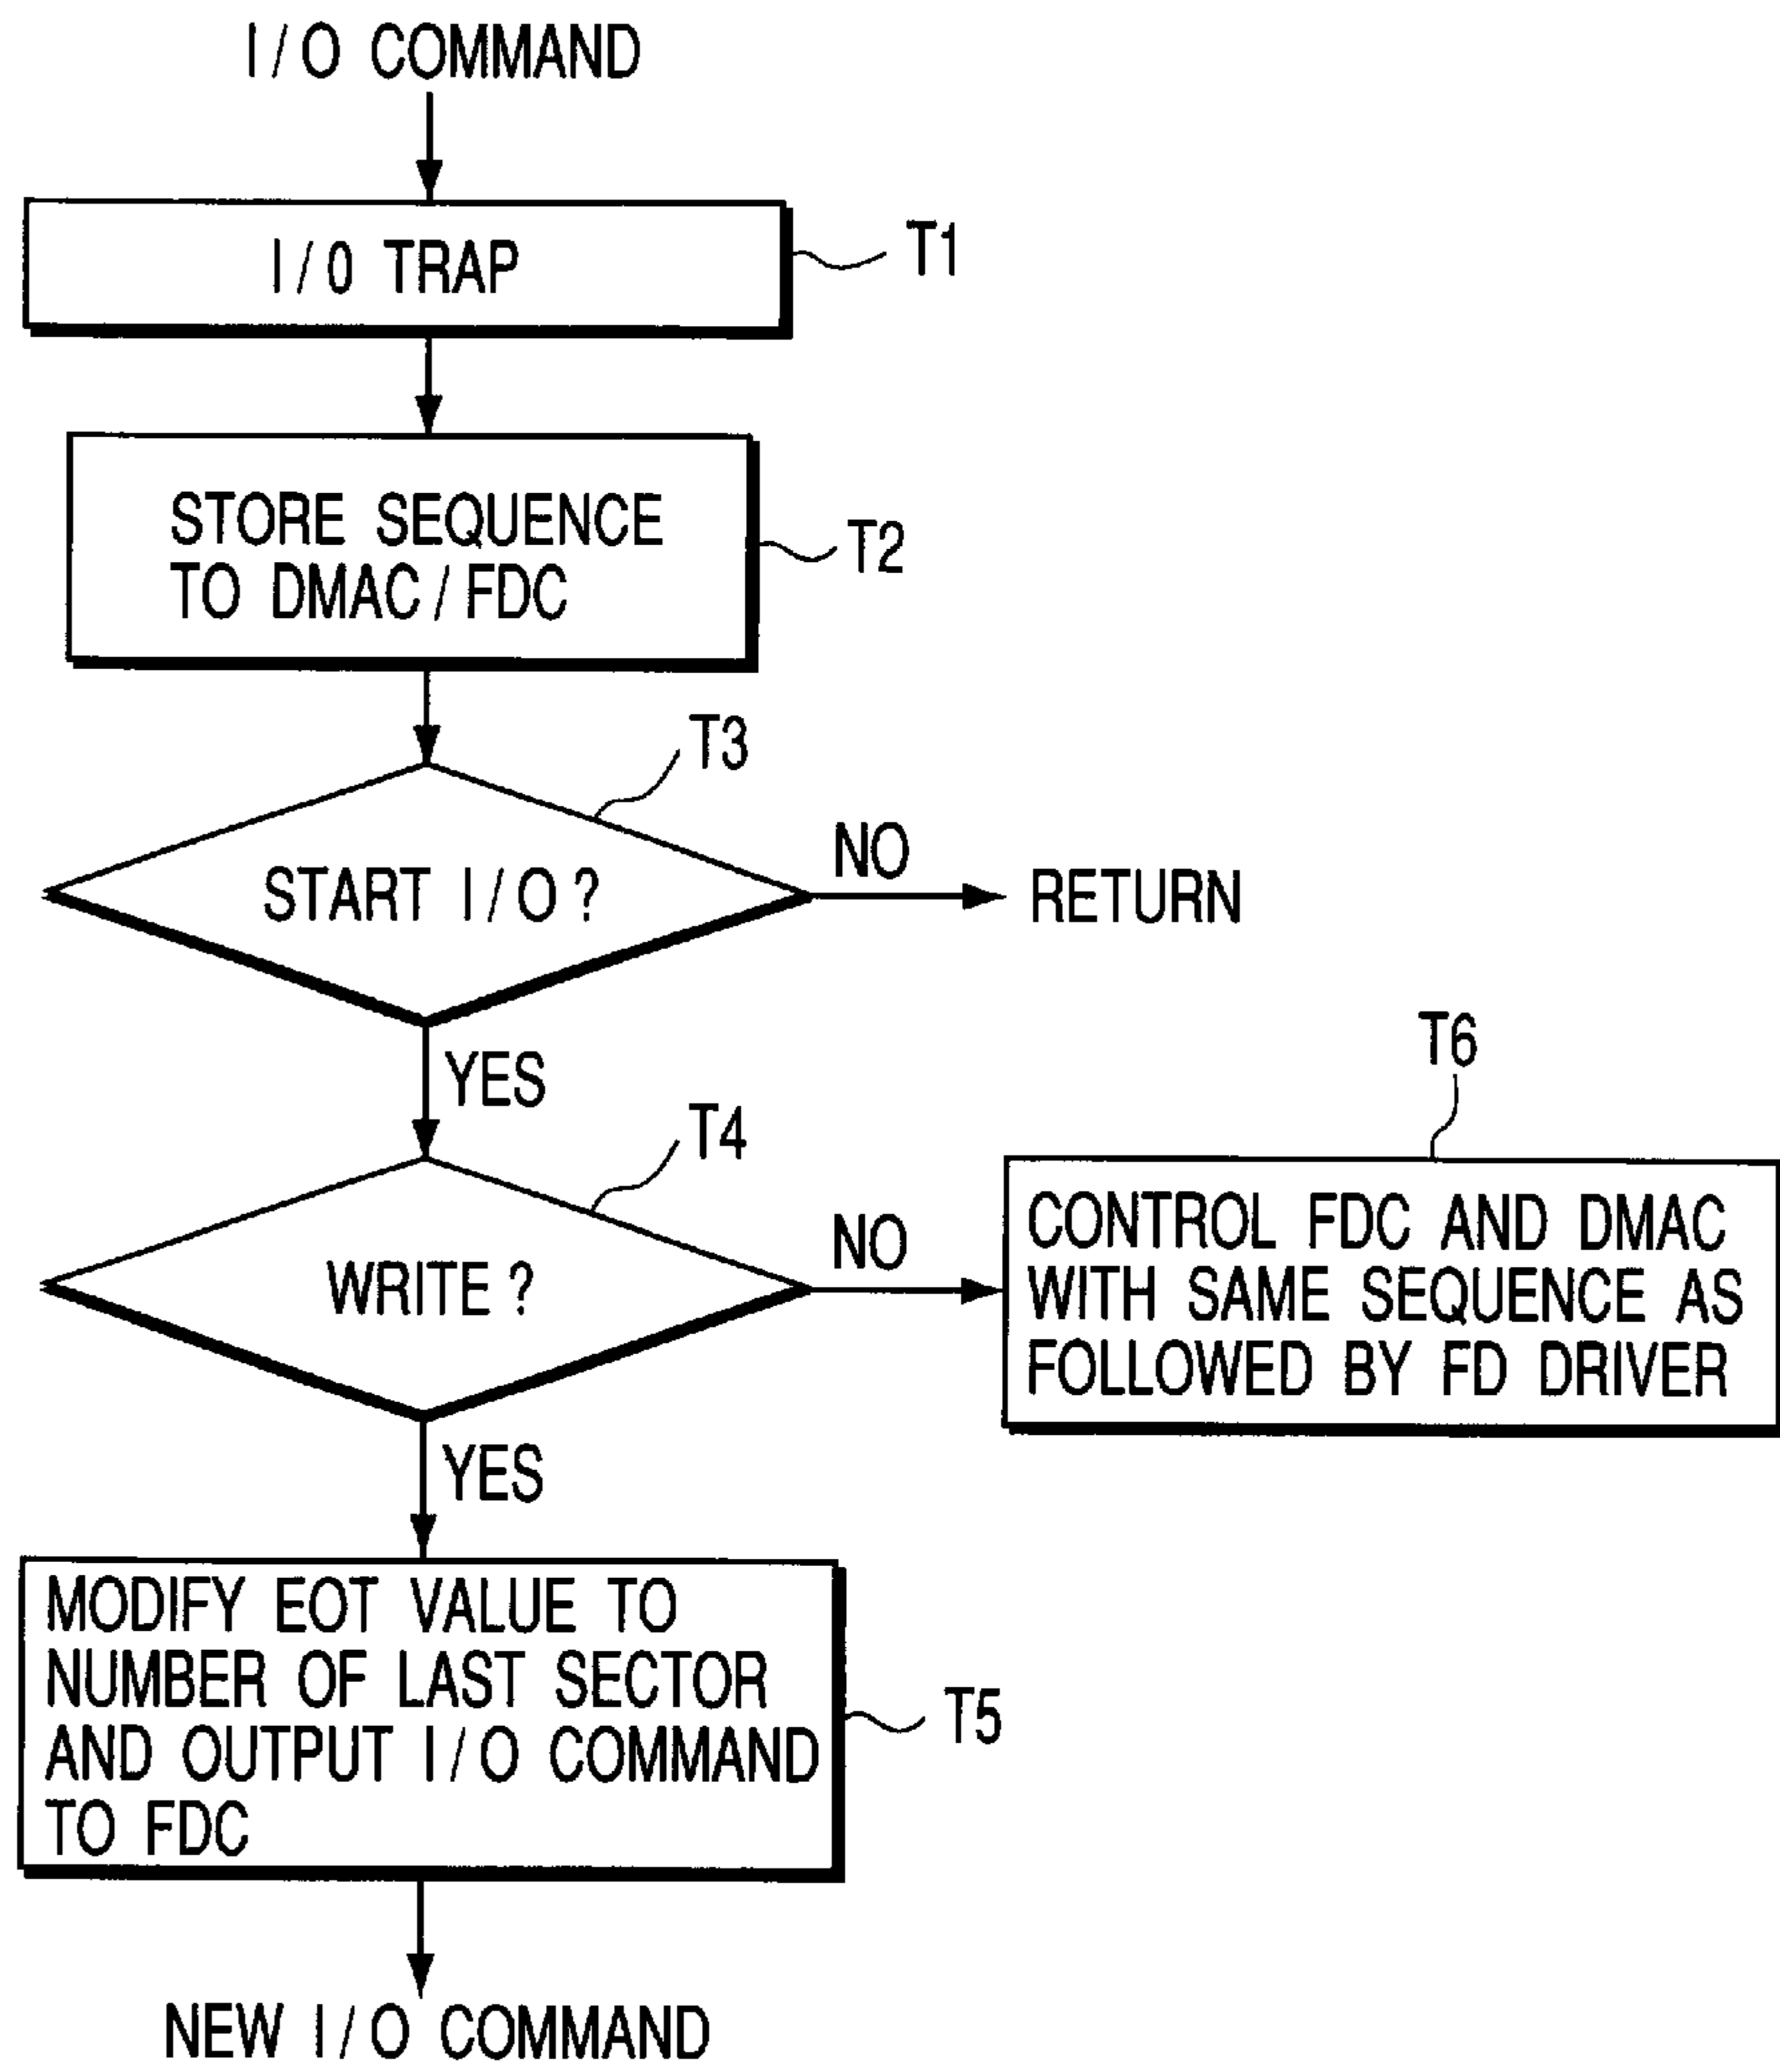 I/O COMMAND
I/O TRAP
T1
STORE SEQUENCE
TO DMAC/FDC
T2
T3
START I/O?
NO
RETURN
YES
T4
WRITE?
NO
T6
CONTROL FDC AND DMAC
WITH SAME SEQUENCE AS
FOLLOWED BY FD DRIVER
YES
MODIFY EOT VALUE TO
NUMBER OF LAST SECTOR
AND OUTPUT I/O COMMAND
TO FDC
T5
NEW I/O COMMAND